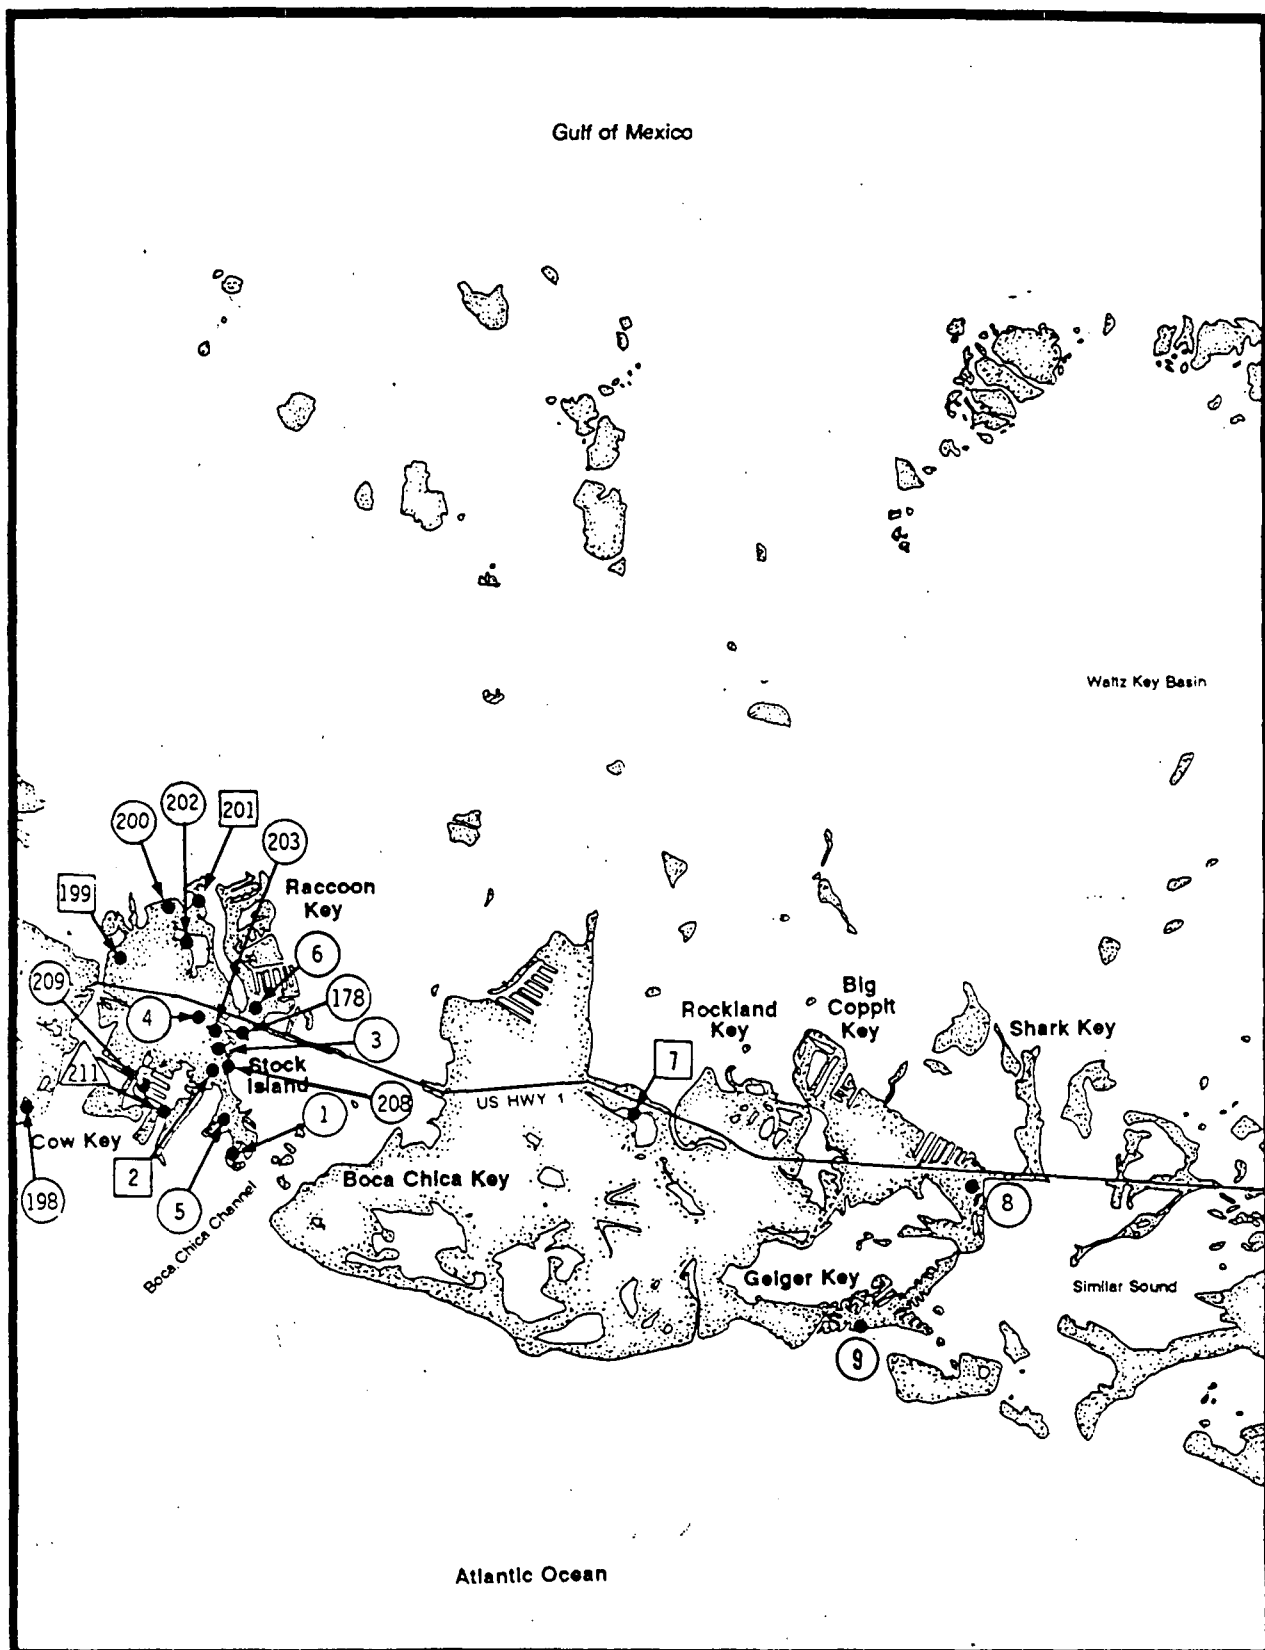 Gulf of Mexico
Waltz Key Basin
202
201
200
203
Raccoon
Key
199
6
209
178
Big
Coppit
Key
Rockland
Key
4
3
Shark Key
7
211
Stock
Island
US HWY 1
208
1
Cow Key
2
Boca Chica Key
198
5
8
Boca Chica Channel
Geiger Key
Similar Sound
9
Atlantic Ocean